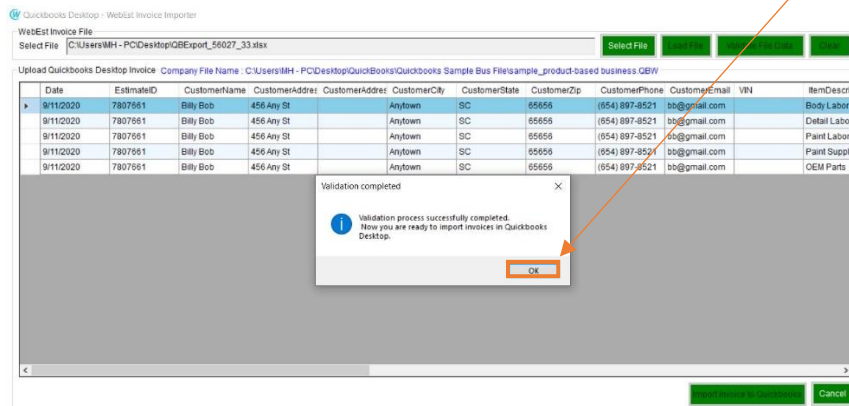 Quickbooks Desktop - WebEst Invoice Importer
WebEst Invoice File
Select File C:\Users\MH - PC\Desktop\QBExport_56027_33.xlsx Select File Load File Validate File Data Clear
Upload Quickbooks Desktop Invoice Company File Name : C:\Users\MH - PC\Desktop\QuickBooks\Quickbooks Sample Bus File\sample_product-based business.QBW
Date EstimateID CustomerName CustomerAddres CustomerAddres CustomerCity CustomerState CustomerZip CustomerPhone CustomerEmail VIN ItemDescri
9/11/2020 7807661 Billy Bob 456 Any St Anytown SC 65656 (654) 897-8521 bb@gmail.com Body Labor
9/11/2020 7807661 Billy Bob 456 Any St Anytown SC 65656 (654) 897-8521 bb@gmail.com Detail Labo
9/11/2020 7807661 Billy Bob 456 Any St Anytown SC 65656 (654) 897-8521 bb@gmail.com Paint Labor
9/11/2020 7807661 Billy Bob 456 Any St Anytown SC 65656 (654) 897-8521 bb@gmail.com Paint Suppl
9/11/2020 7807661 Billy Bob 456 Any St Anytown SC 65656 (654) 897-8521 bb@gmail.com OEM Parts
Validation completed
Validation process successfully completed.
Now you are ready to import invoices in Quickbooks
Desktop.
OK
Import Invoice to Quickbooks Cancel